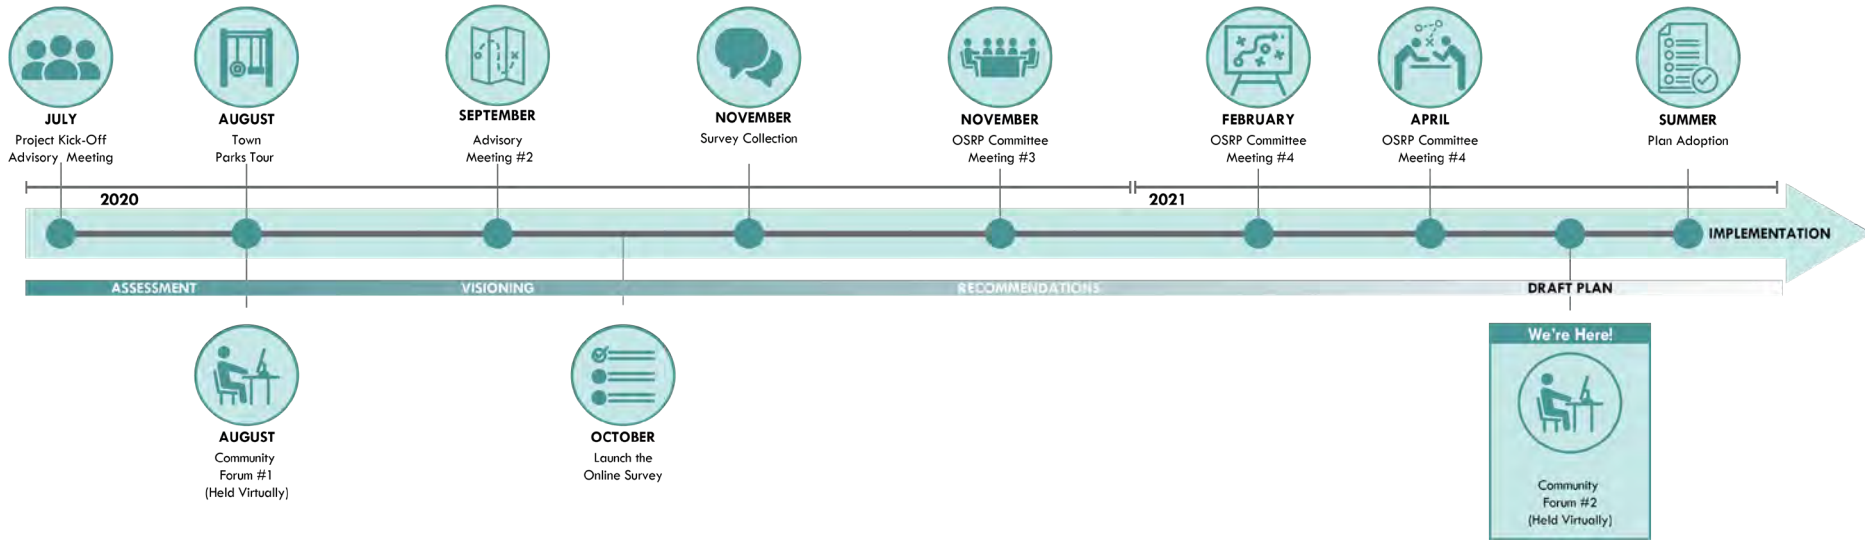 JULY
Project Kick-Off
Advisory Meeting
AUGUST
Town
Parks Tour
SEPTEMBER
Advisory
Meeting #2
NOVEMBER
Survey Collection
NOVEMBER
OSRP Committee
Meeting #3
FEBRUARY
OSRP Committee
Meeting #4
APRIL
OSRP Committee
Meeting #4
SUMMER
Plan Adoption
2020
2021
IMPLEMENTATION
ASSESSMENT
VISIONING
RECOMMENDATIONS
DRAFT PLAN
AUGUST
Community
Forum #1
(Held Virtually)
OCTOBER
Launch the
Online Survey
We're Here!
Community
Forum #2
(Held Virtually)